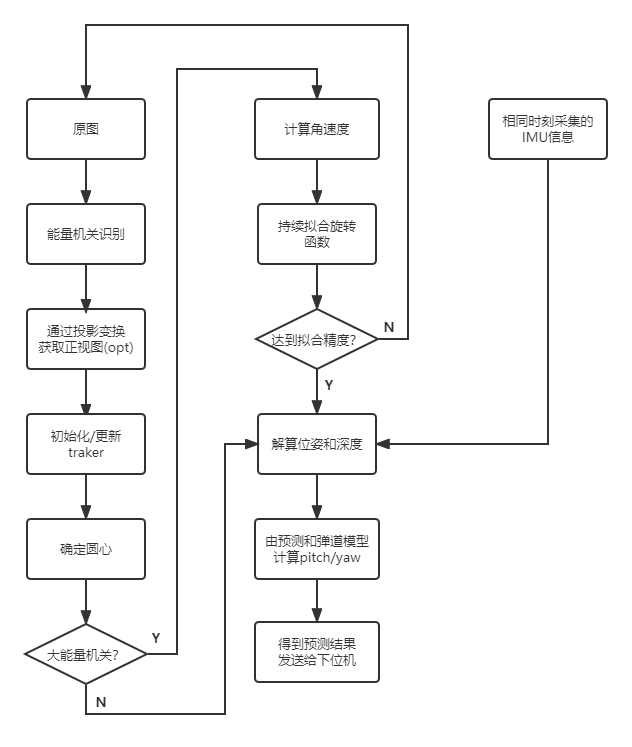 原图
能量机关识别
通过投影变换
获取正视图(opt)
初始化/更新
traker
确定圆心
大能量机关？
Y
N
计算角速度
持续拟合旋转
函数
达到拟合精度？
N
Y
解算位姿和深度
由预测和弹道模型
计算pitch/yaw
得到预测结果
发送给下位机
相同时刻采集的
IMU信息